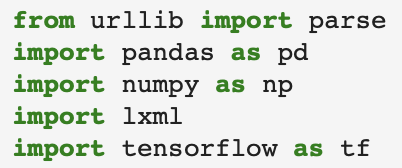 from urllib import parse
import pandas as pd
import numpy as np
import lxml
import tensorflow as tf